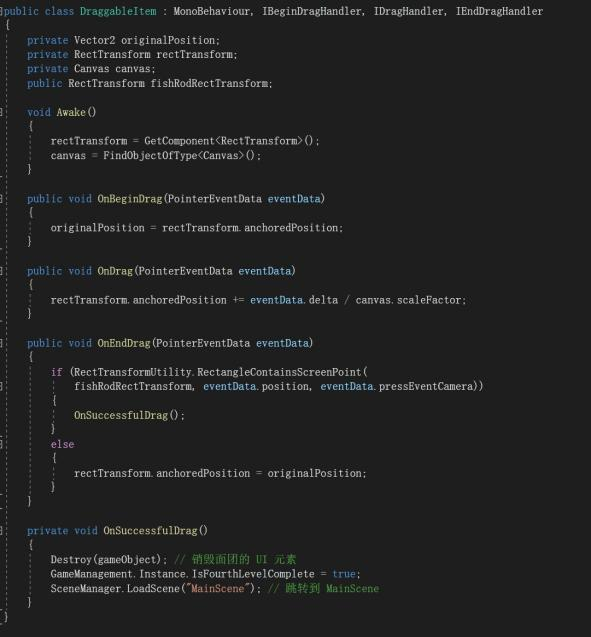 public class DraggableItem : MonoBehaviour, IBeginDragHandler, IDragHandler, IEndDragHandler
{
    private Vector2 originalPosition;
    private RectTransform rectTransform;
    private Canvas canvas;
    public RectTransform fishRodRectTransform;

    void Awake()
    {
        rectTransform = GetComponent<RectTransform>();
        canvas = FindObjectOfType<Canvas>();
    }

    public void OnBeginDrag(PointerEventData eventData)
    {
        originalPosition = rectTransform.anchoredPosition;
    }

    public void OnDrag(PointerEventData eventData)
    {
        rectTransform.anchoredPosition += eventData.delta / canvas.scaleFactor;
    }

    public void OnEndDrag(PointerEventData eventData)
    {
        if (RectTransformUtility.RectangleContainsScreenPoint(
            fishRodRectTransform, eventData.position, eventData.pressEventCamera))
        {
            OnSuccessfulDrag();
        }
        else
        {
            rectTransform.anchoredPosition = originalPosition;
        }
    }

    private void OnSuccessfulDrag()
    {
        Destroy(gameObject); // 销毁面团的 UI 元素
        GameManagement.Instance.IsFourthLevelComplete = true;
        SceneManager.LoadScene("MainScene"); // 跳转到 MainScene
    }
}